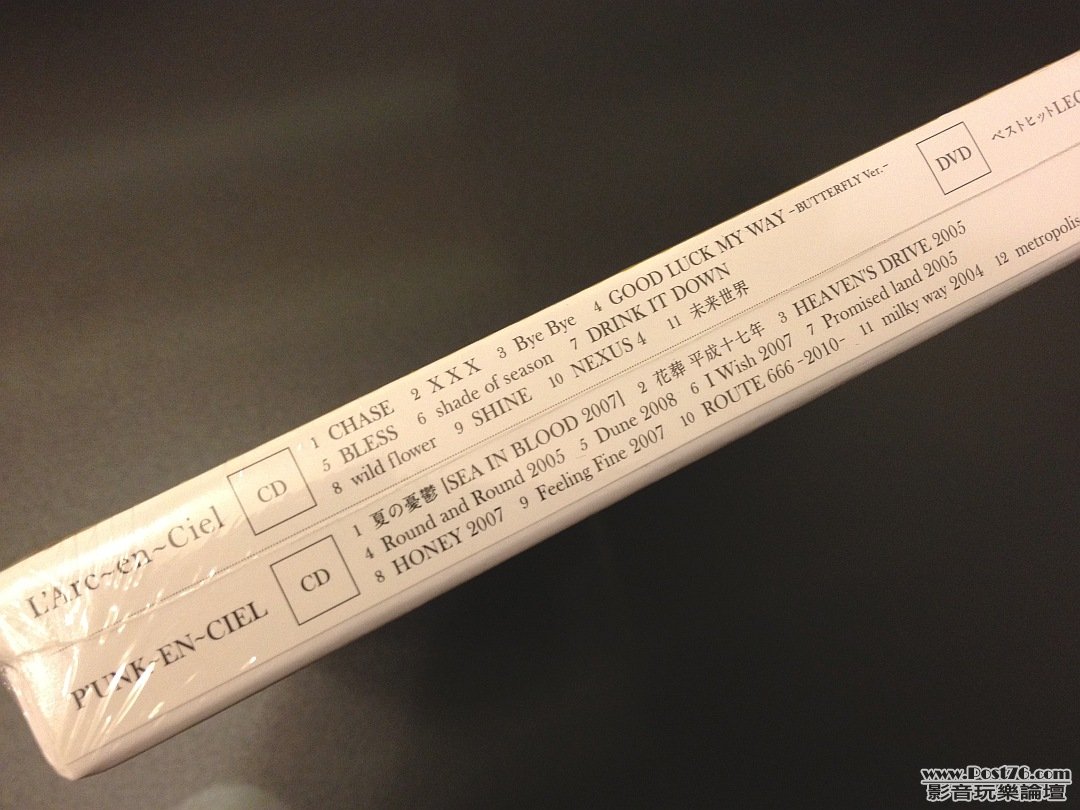 L'Arc~en~Ciel
CD
1 CHASE 2 X X X 3 Bye Bye 4 GOOD LUCK MY WAY -BUTTERFLY Ver.-
5 BLESS 6 shade of season 7 DRINK IT DOWN
8 wild flower 9 SHINE 10 NEXUS 4 11 未来世界
DVD
ベストヒットLEC
P'UNK~EN~CIEL
CD
1 夏の憂鬱 [SEA IN BLOOD 2007] 2 花葬 平成十七年 3 HEAVEN'S DRIVE 2005
4 Round and Round 2005 5 Dune 2008 6 I Wish 2007 7 Promised land 2005
8 HONEY 2007 9 Feeling Fine 2007 10 ROUTE 666 -2010- 11 milky way 2004 12 metropolis
www.Post76.com
影音玩樂論壇